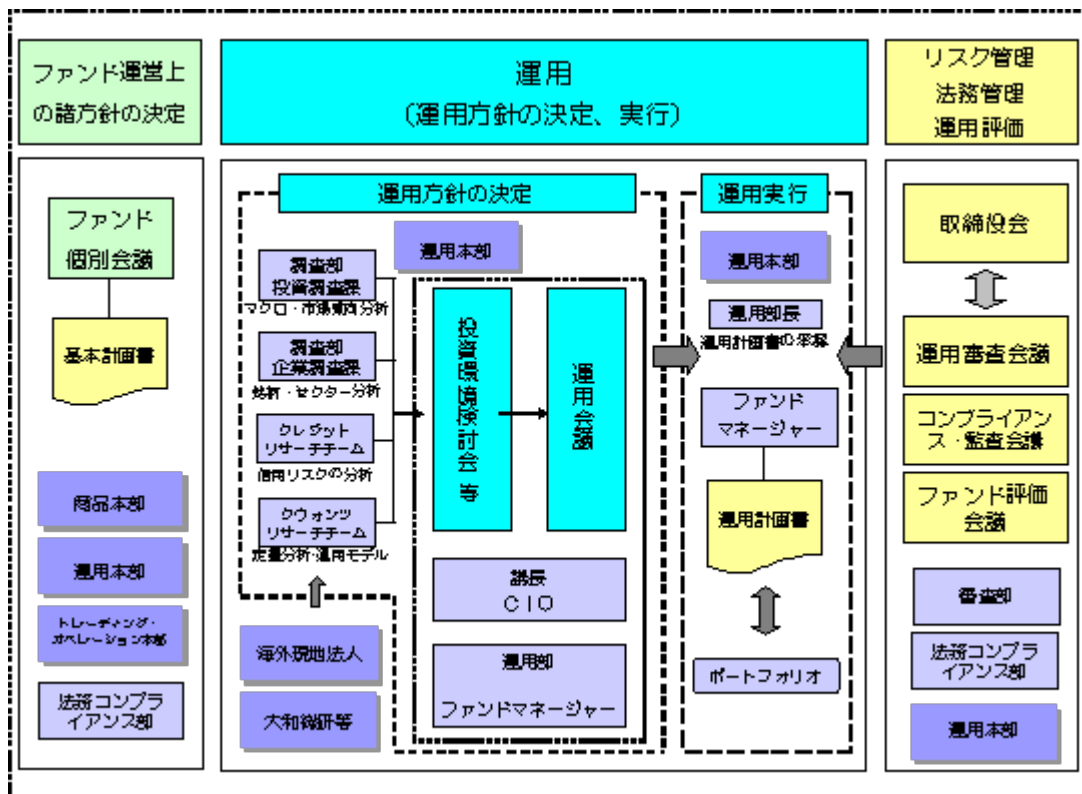 ファンド運営上
の諸方針の決定
運用
(運用方針の決定、実行)
リスク管理
法務管理
運用評価
ファンド
個別会議
基本計画書
商品本部
運用本部
トレーディング・
オペレーション本部
法務コンプラ
イアンス部
運用方針の決定
運用本部
調査部
投資調査課
マクロ・市場動向分析
調査部
企業調査課
銘柄・セクター分析
クレジット
リサーチチーム
信用リスクの分析
クウォンツ
リサーチチーム
定量分析・運用モデル
海外現地法人
大和総研等
投資環境検討会 等
運用会議
議長
CIO
運用部
ファンドマネージャー
運用実行
運用本部
運用部長
運用計画書の承認
ファンド
マネージャー
運用計画書
ポートフォリオ
取締役会
運用審査会議
コンプライアン
ス・監査会議
ファンド評価
会議
審査部
法務コンプラ
イアンス部
運用本部